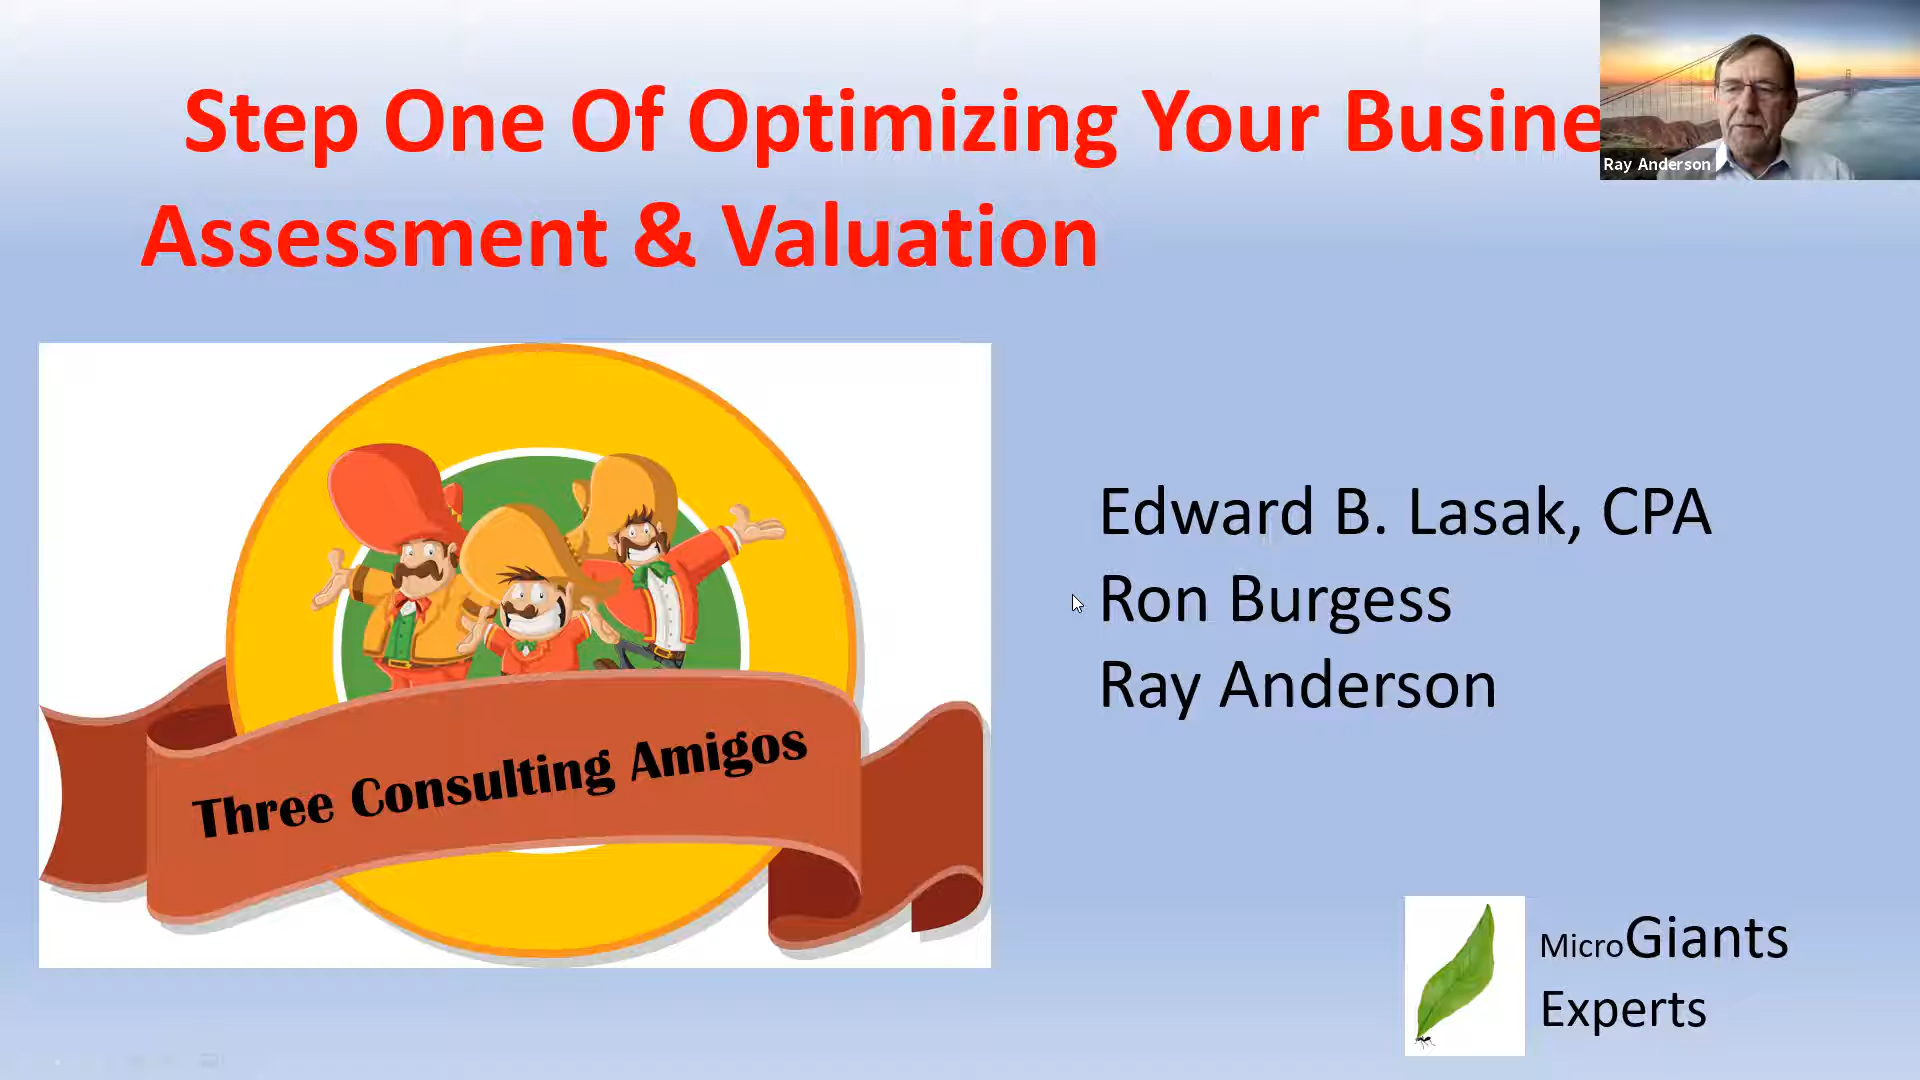 Step One Of Optimizing Your Busine
Assessment & Valuation
Ray Anderson
Three Consulting Amigos
Edward B. Lasak, CPA
Ron Burgess
Ray Anderson
MicroGiants
Experts